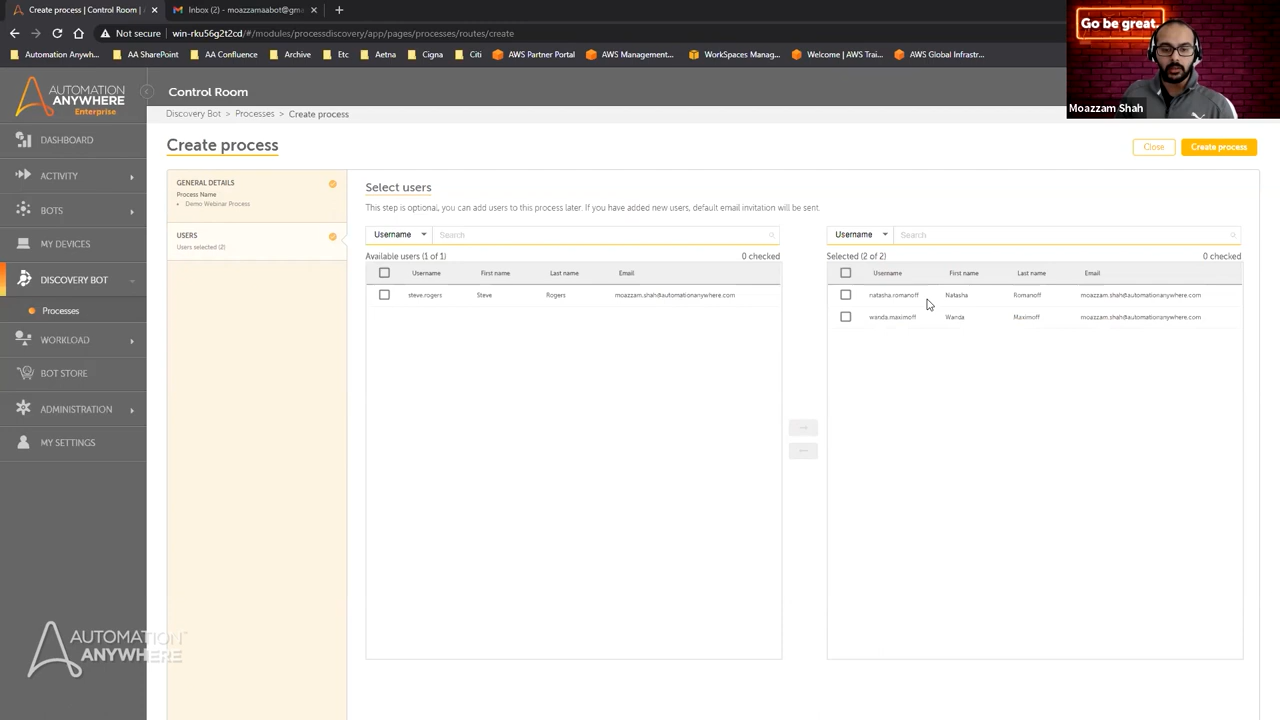 Create process | Automation Any
Inbox (2) - moazzamaabot@gm
Not secure
win-rku56g2t2cd/#/modules/processdiscovery/app/pages/processes/routes/create
Automation Anywh...
AA SharePoint
AA Confluence
Archive
Etc
Aetna
Cigna
Power Puller Portal
AWS Management...
WorkSpaces Manag...
Welcome | AWS Trai...
AWS Global Infrastr...
Go be great.
Moazzam Shah
AUTOMATION
ANYWHERE
Enterprise
Control Room
Discovery Bot > Processes > Create process
DASHBOARD
ACTIVITY
BOTS
MY DEVICES
DISCOVERY BOT
Processes
WORKLOAD
BOT STORE
ADMINISTRATION
MY SETTINGS
Create process
Close
Create process
GENERAL DETAILS
Process Name
Demo Webinar Process
USERS
Users selected (2)
Select users
This step is optional, you can add users to this process later. If you have added new users, default email invitation will be sent.
Username Search
Available users (1 of 1) 0 checked
Username First name Last name Email
steve.rogers Steve Rogers moazzam.shah@automationanywhere.com
Username Search
Selected (2 of 2) 0 checked
Username First name Last name Email
natasha.romanoff Natasha Romanoff moazzam.shah@automationanywhere.com
wanda.maximoff Wanda Maximoff moazzam.shah@automationanywhere.com
AUTOMATION
ANYWHERE